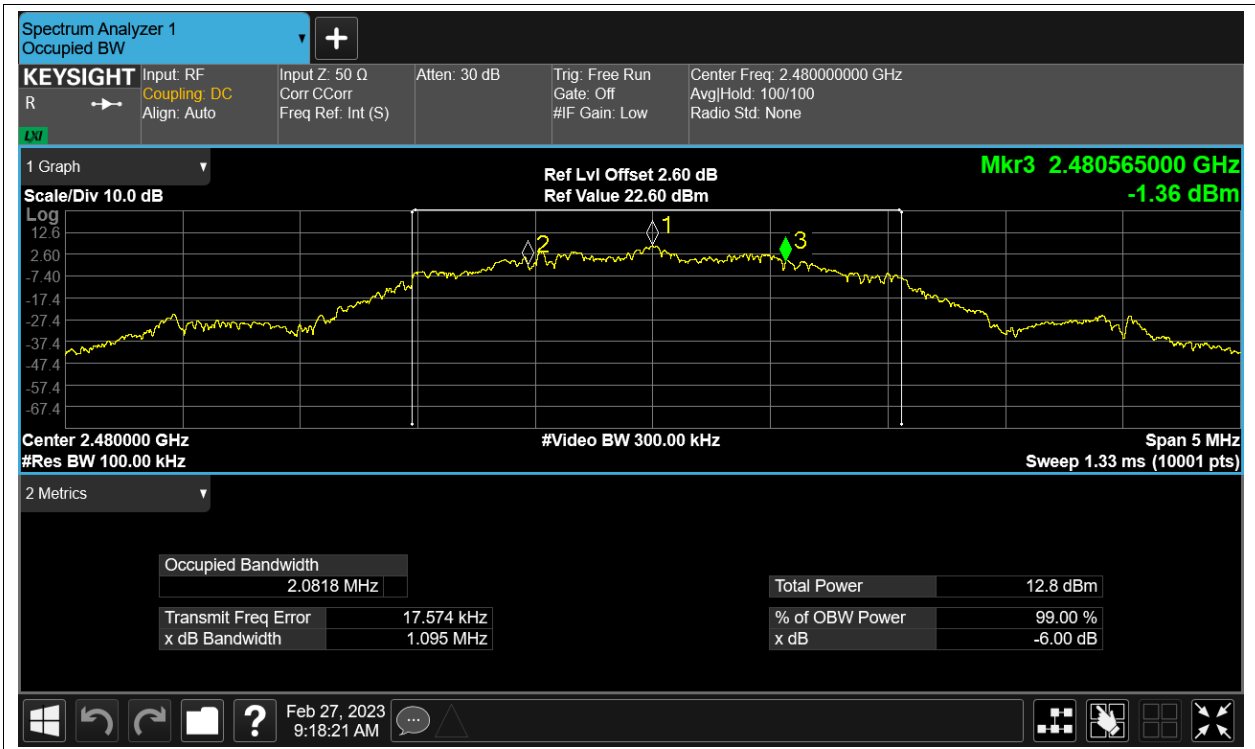 Spectrum Analyzer 1
Occupied BW
KEYSIGHT
R
LXI
Input: RF
Coupling: DC
Align: Auto
Input Z: 50 Ω
Corr CCorr
Freq Ref: Int (S)
Atten: 30 dB
Trig: Free Run
Gate: Off
#IF Gain: Low
Center Freq: 2.480000000 GHz
Avg|Hold: 100/100
Radio Std: None
1 Graph
Scale/Div 10.0 dB
Ref Lvl Offset 2.60 dB
Ref Value 22.60 dBm
Mkr3 2.480565000 GHz
-1.36 dBm
Log
12.6
2.60
-7.40
-17.4
-27.4
-37.4
-47.4
-57.4
-67.4
2
1
3
Center 2.480000 GHz
#Res BW 100.00 kHz
#Video BW 300.00 kHz
Span 5 MHz
Sweep 1.33 ms (10001 pts)
2 Metrics
Occupied Bandwidth
2.0818 MHz
Transmit Freq Error 17.574 kHz
x dB Bandwidth 1.095 MHz
Total Power 12.8 dBm
% of OBW Power 99.00 %
x dB -6.00 dB
Feb 27, 2023
9:18:21 AM